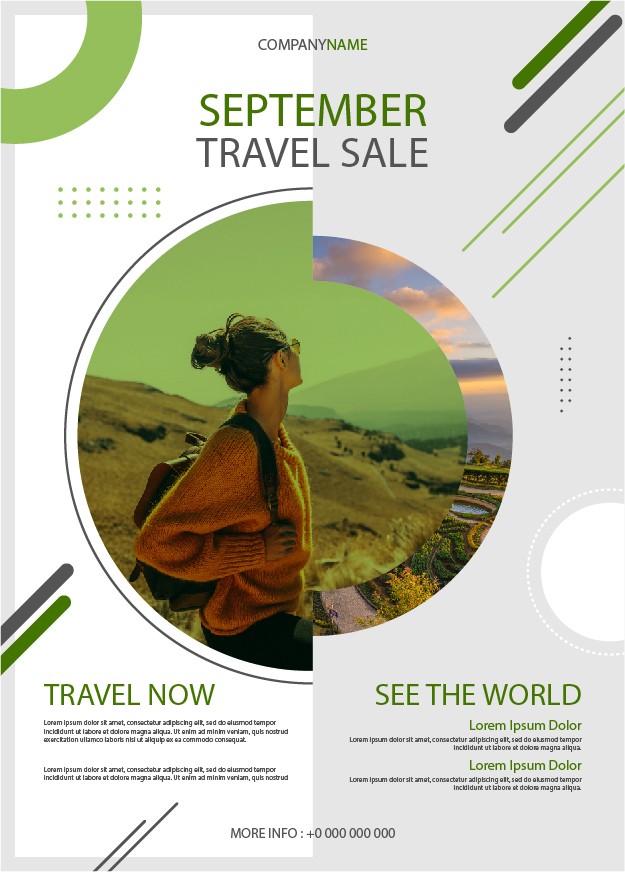 COMPANYNAME
SEPTEMBER
TRAVEL SALE
TRAVEL NOW
Lorem ipsum dolor sit amet, consectetur adipiscing elit, sed do eiusmod tempor
incididunt ut labore et dolore magna aliqua. Ut enim ad minim veniam, quis nostrud
exercitation ullamco laboris nisi ut aliquip ex ea commodo consequat.
Lorem ipsum dolor sit amet, consectetur adipiscing elit, sed do eiusmod tempor
incididunt ut labore et dolore magna aliqua. Ut enim ad minim veniam, quis nostrud
SEE THE WORLD
Lorem Ipsum Dolor
Lorem ipsum dolor sit amet, consectetur adipiscing elit, sed do eiusmod tempor
incididunt ut labore et dolore magna aliqua.
Lorem Ipsum Dolor
Lorem ipsum dolor sit amet, consectetur adipiscing elit, sed do eiusmod tempor
incididunt ut labore et dolore magna aliqua.
MORE INFO : +0 000 000 000